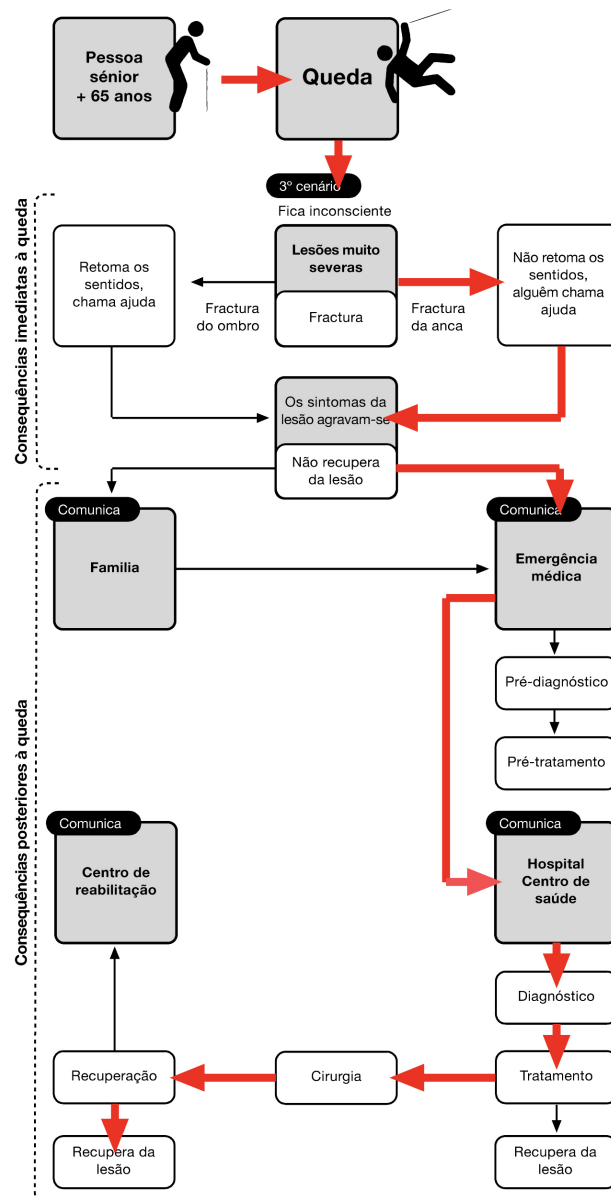 Pessoa
sénior
+ 65 anos
Queda
3º cenário
Fica inconsciente
Consequências imediatas à queda
Retoma os
sentidos,
chama ajuda
Lesões muito
severas
Fractura
Fractura
do ombro
Fractura
da anca
Não retoma os
sentidos,
alguêm chama
ajuda
Os sintomas da
lesão agravam-se
Não recupera
da lesão
Consequências posteriores à queda
Comunica
Familia
Comunica
Emergência
médica
Pré-diagnóstico
Pré-tratamento
Comunica
Centro de
reabilitação
Comunica
Hospital
Centro de
saúde
Diagnóstico
Recuperação
Cirurgia
Tratamento
Recupera da
lesão
Recupera da
lesão